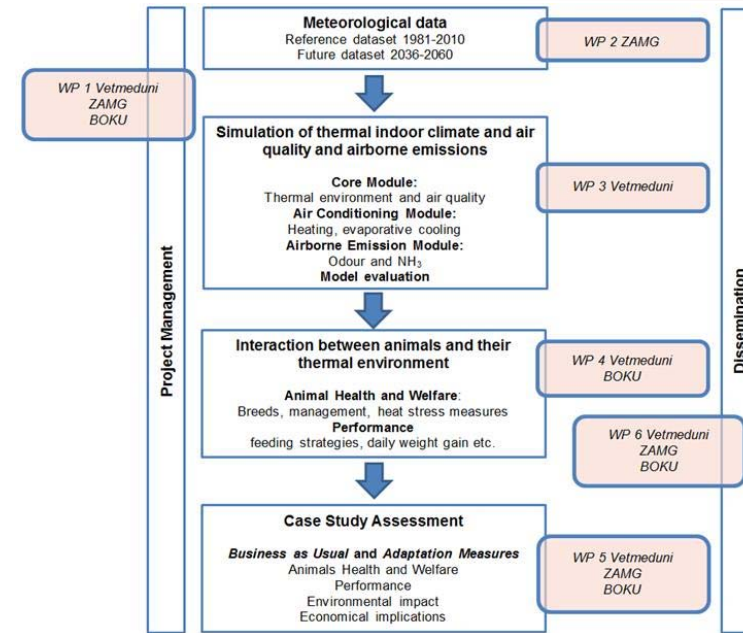 Meteorological data
Reference dataset 1981-2010
Future dataset 2036-2060
WP 2 ZAMG
WP 1 Vetmeduni
ZAMG
BOKU
Project Management
Simulation of thermal indoor climate and air
quality and airborne emissions
Core Module:
Thermal environment and air quality
Air Conditioning Module:
Heating, evaporative cooling
Airborne Emission Module:
Odour and NH₃
Model evaluation
WP 3 Vetmeduni
Interaction between animals and their
thermal environment
Animal Health and Welfare:
Breeds, management, heat stress measures
Performance
feeding strategies, daily weight gain etc.
WP 4 Vetmeduni
BOKU
WP 6 Vetmeduni
ZAMG
BOKU
Dissemination
Case Study Assessment
Business as Usual and Adaptation Measures
Animals Health and Welfare
Performance
Environmental impact
Economical implications
WP 5 Vetmeduni
ZAMG
BOKU